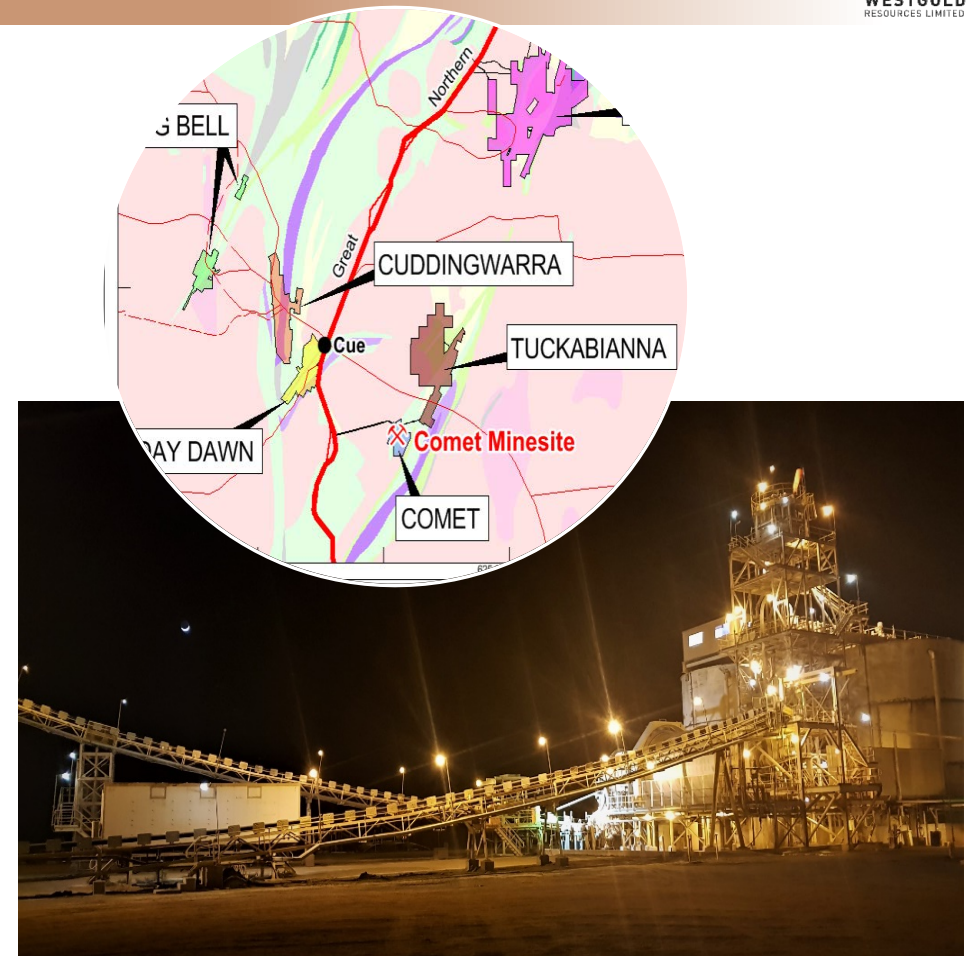 WESTGOLD
RESOURCES LIMITED
Northern
G BELL
Great
CUDDINGWARRA
Cue
TUCKABIANNA
DAY DAWN
Comet Minesite
COMET